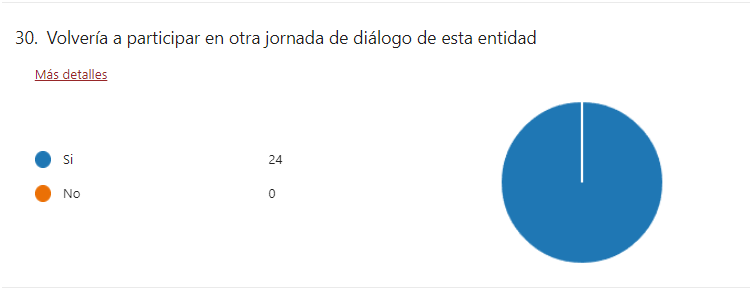 30. Volvería a participar en otra jornada de diálogo de esta entidad
Más detalles
Si 24
No 0